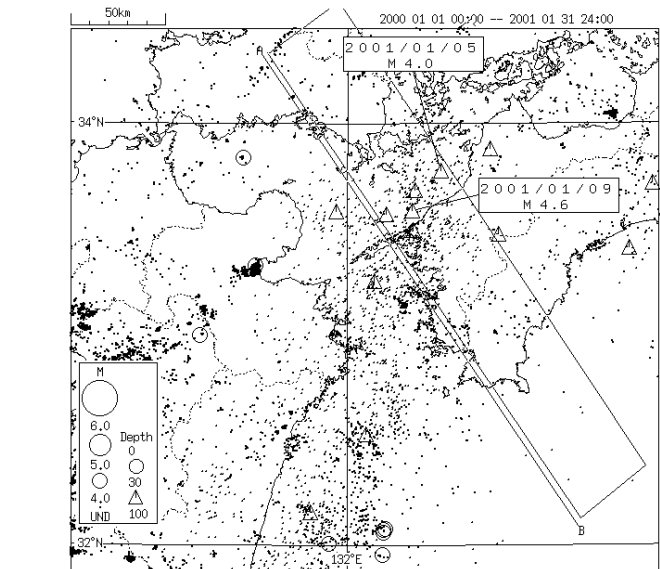 50km
2000 01 01 00:00 -- 2001 01 31 24:00
A
2001/01/05
M 4.0
34°N
2001/01/09
M 4.6
M
6.0
Depth
0
5.0
30
4.0
UND
100
B
32°N
132°E